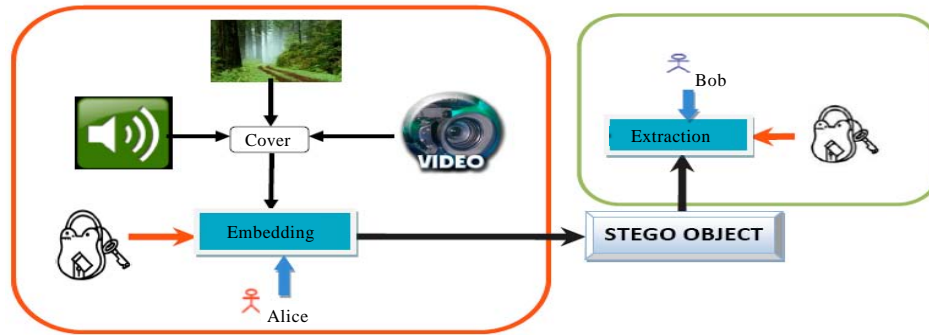 Cover
VIDEO
Embedding
Alice
Bob
Extraction
STEGO OBJECT